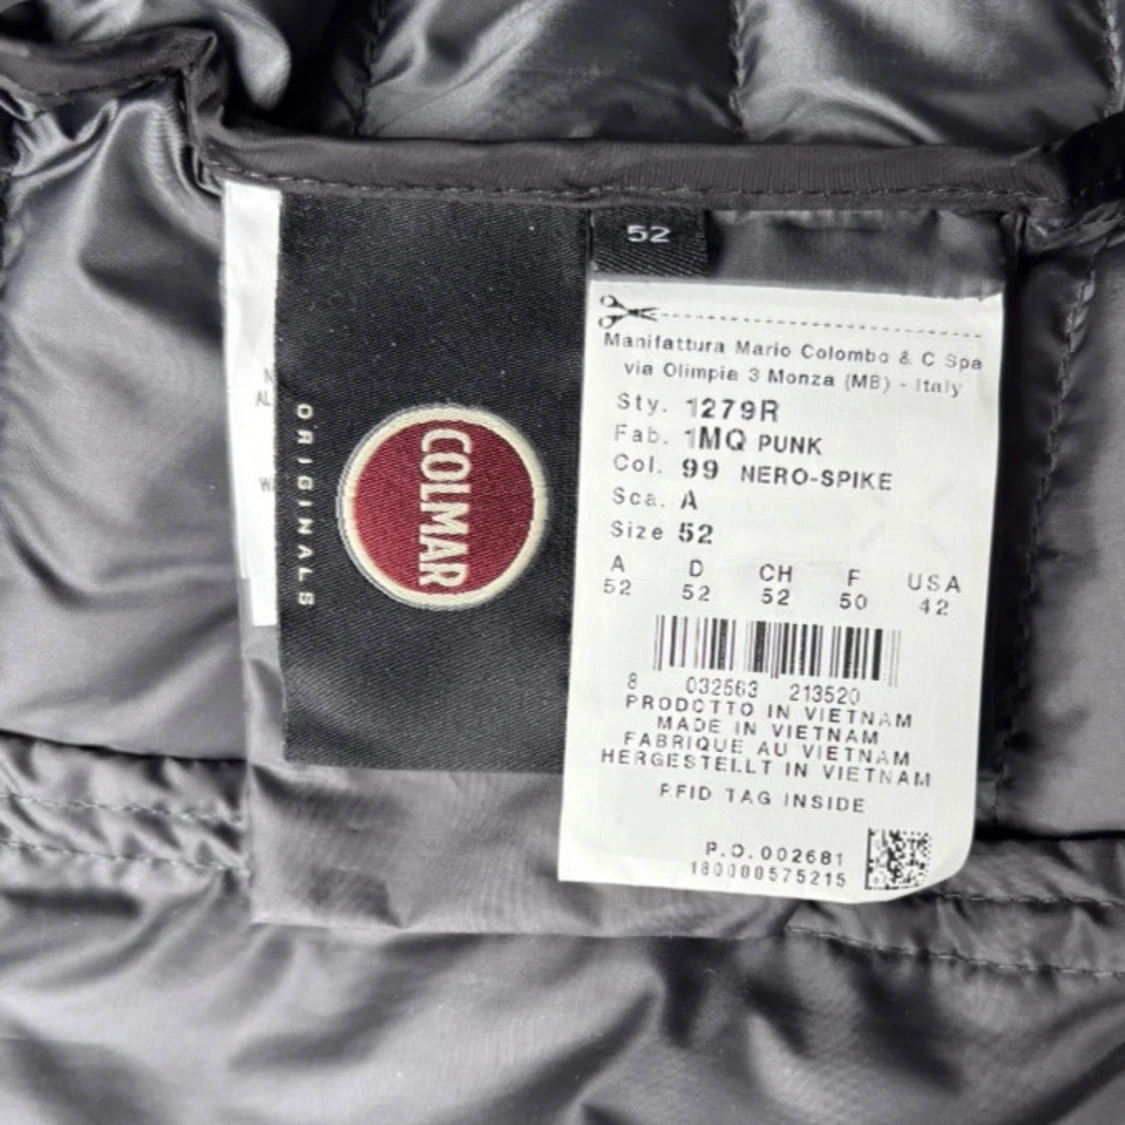 52
ORIGINALS
COLMAR
Manifattura Mario Colombo & C Spa
via Olimpia 3 Monza (MB) - Italy
Sty. 1279R
Fab. 1MQ PUNK
Col. 99 NERO-SPIKE
Sca. A
Size 52
A D CH F USA
52 52 52 50 42
8 032563 213520
PRODOTTO IN VIETNAM
MADE IN VIETNAM
FABRIQUE AU VIETNAM
HERGESTELLT IN VIETNAM
RFID TAG INSIDE
P.O. 002681
180000575215